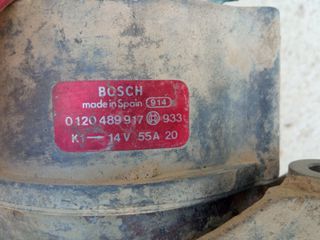 BOSCH
made in Spain 914
0 120 489 917 B 933
K1→ 14V 55A 20